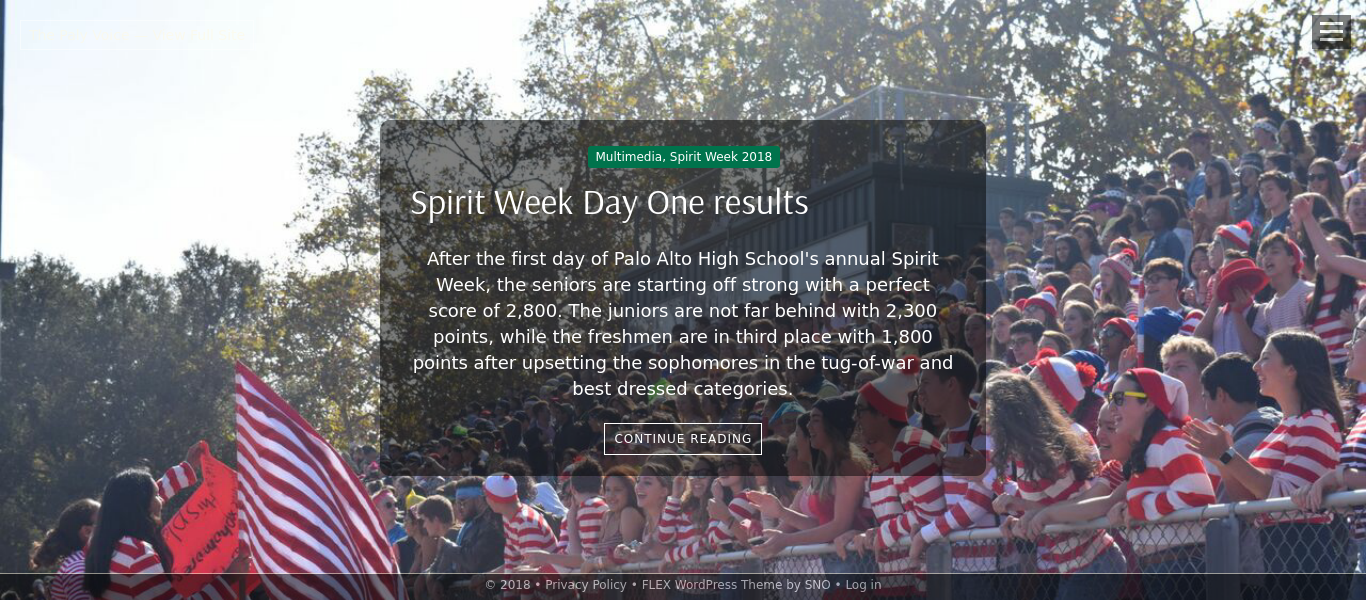 Multimedia, Spirit Week 2018
Spirit Week Day One results
After the first day of Palo Alto High School's annual Spirit
Week, the seniors are starting off strong with a perfect
score of 2,800. The juniors are not far behind with 2,300
points, while the freshmen are in third place with 1,800
points after upsetting the sophomores in the tug-of-war and
best dressed categories.
CONTINUE READING
© 2018 • Privacy Policy • FLEX WordPress Theme by SNO • Log in